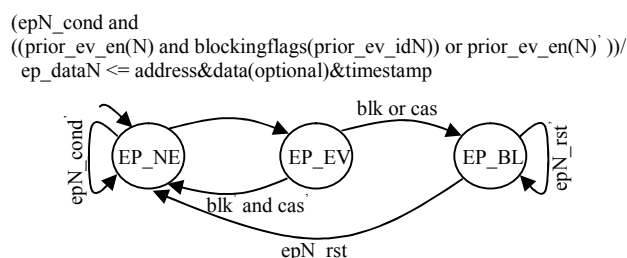 (epN_cond and
((prior_ev_en(N) and blockingflags(prior_ev_idN)) or prior_ev_en(N)' ))/
ep_dataN <= address&data(optional)&timestamp
blk or cas
epN_cond'
EP_NE
EP_EV
EP_BL
epN_rst'
blk' and cas'
epN_rst